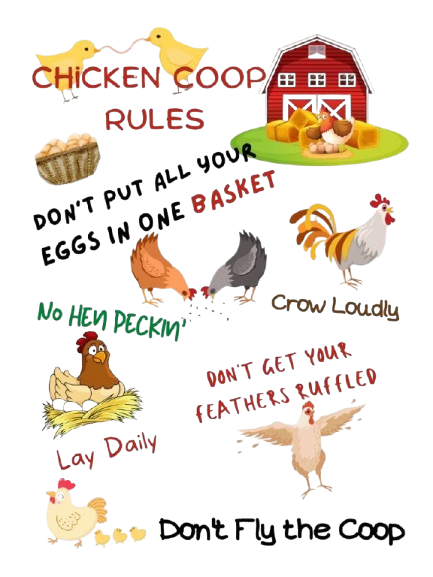 CHiCKEN COOP
RULES
DON'T PUT ALL YOUR
EGGS IN ONE BASKET
Crow Loudly
No HEN PECKIN'
DON'T GET YOUR
FEATHERS RUFFLED
Lay Daily
Don't Fly the Coop